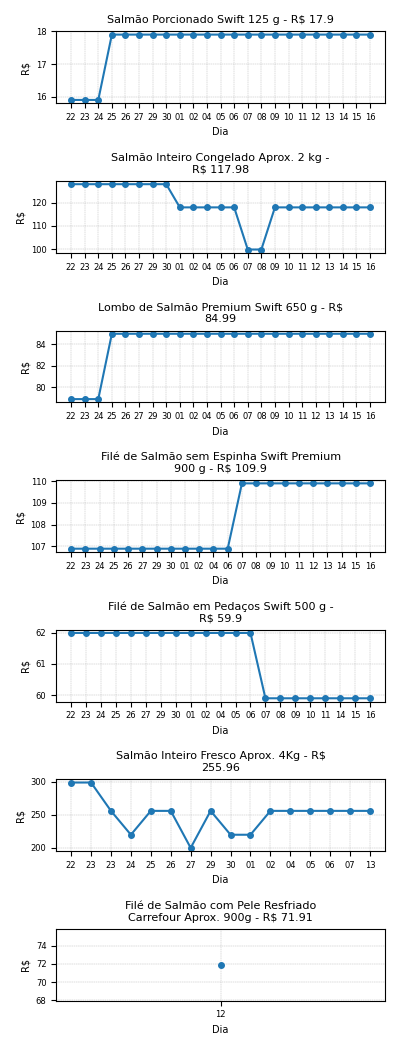 Salmão Porcionado Swift 125 g - R$ 17.9
18
17
16
R$
22 23 24 25 26 27 29 30 01 02 04 05 06 07 08 09 10 11 12 13 14 15 16
Dia
Salmão Inteiro Congelado Aprox. 2 kg -
R$ 117.98
120
110
100
R$
22 23 24 25 26 27 29 30 01 02 04 05 06 07 08 09 10 11 12 13 14 15 16
Dia
Lombo de Salmão Premium Swift 650 g - R$
84.99
84
82
80
R$
22 23 24 25 26 27 29 30 01 02 04 05 06 07 08 09 10 11 12 13 14 15 16
Dia
Filé de Salmão sem Espinha Swift Premium
900 g - R$ 109.9
110
109
108
107
R$
22 23 24 25 26 27 29 30 01 02 04 06 07 08 09 10 11 12 13 14 15 16
Dia
Filé de Salmão em Pedaços Swift 500 g -
R$ 59.9
62
61
60
R$
22 23 24 25 26 27 29 30 01 02 04 05 06 07 08 09 10 11 14 15 16
Dia
Salmão Inteiro Fresco Aprox. 4Kg - R$
255.96
300
250
200
R$
22 23 23 24 25 26 27 29 30 01 02 04 05 06 07 13
Dia
Filé de Salmão com Pele Resfriado
Carrefour Aprox. 900g - R$ 71.91
74
72
70
68
R$
12
Dia